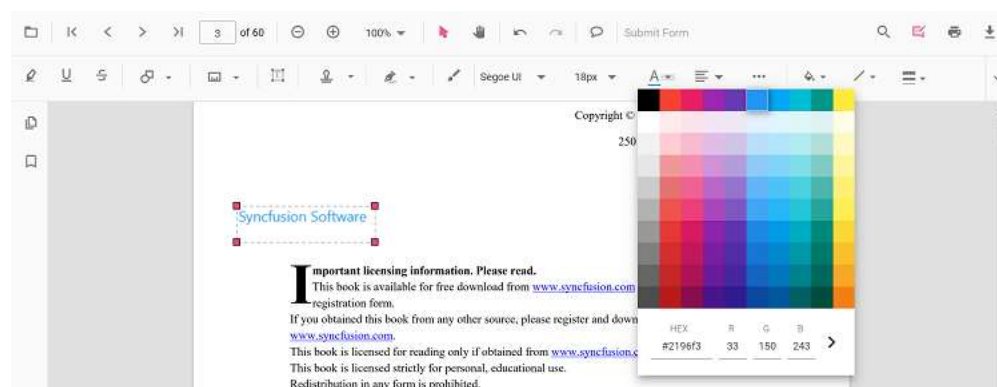 3 of 60 100% Submit Form
Segoe UI 18px A
Copyright ©
250
Syncfusion Software
Important licensing information. Please read.
This book is available for free download from www.syncfusion.com
registration form.
If you obtained this book from any other source, please register and down
www.syncfusion.com.
This book is licensed for reading only if obtained from www.syncfusion.c
This book is licensed strictly for personal, educational use.
Redistribution in any form is prohibited.
HEX R G B
#2196f3 33 150 243